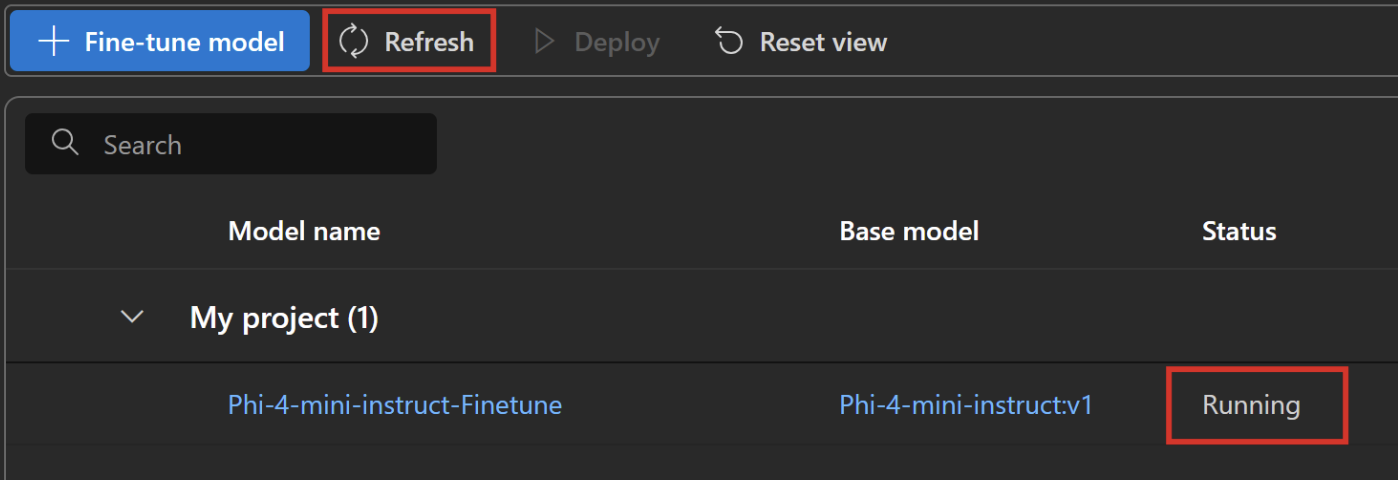 Fine-tune model Refresh Deploy Reset view
Search
Model name Base model Status
My project (1)
Phi-4-mini-instruct-Finetune Phi-4-mini-instruct:v1 Running